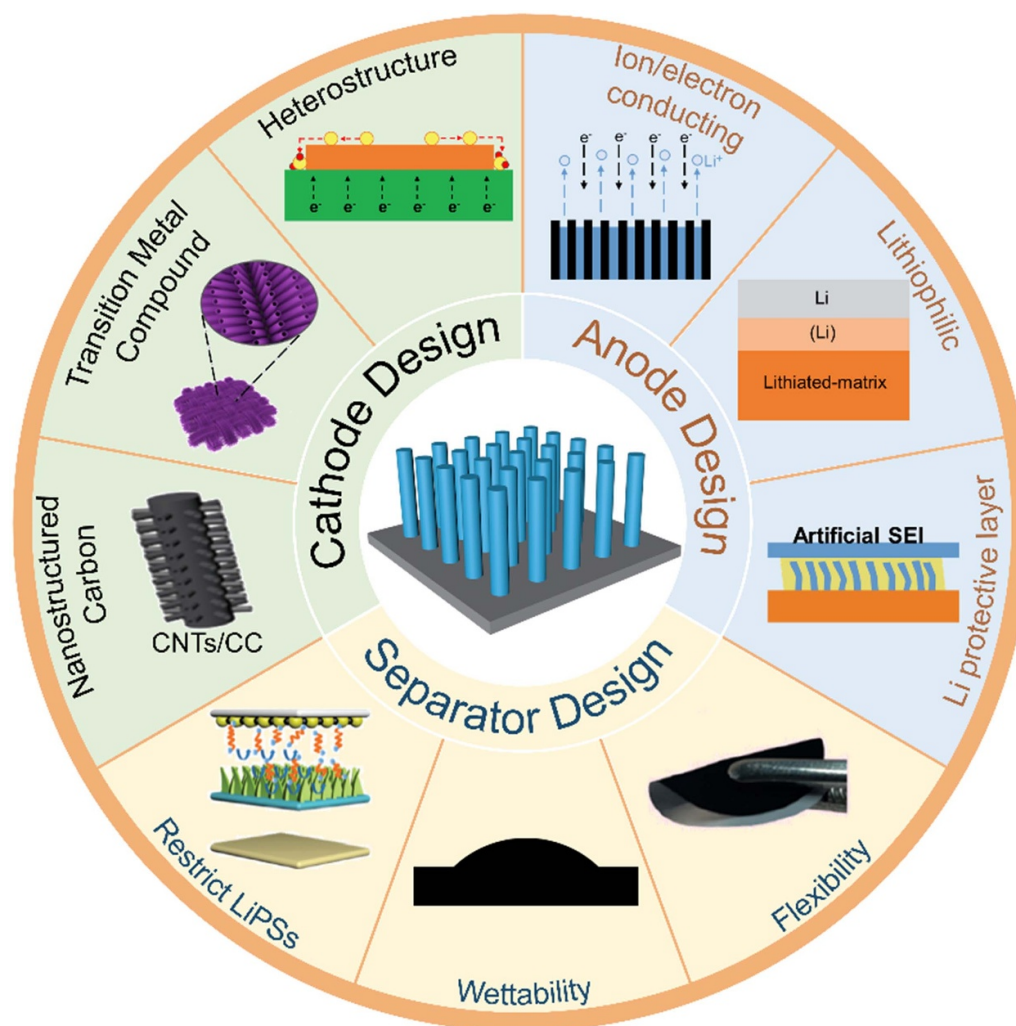 Heterostructure
e- e- e- e- e- e-
Transition Metal
Compound
Nanostructured
Carbon
CNTs/CC
Cathode Design
Ion/electron
conducting
e- e- e- e-
Li+
Lithiophilic
Li
(Li)
Lithiated-matrix
Anode Design
Artificial SEI
Li protective layer
Separator Design
Restrict LiPSs
Wettability
Flexibility